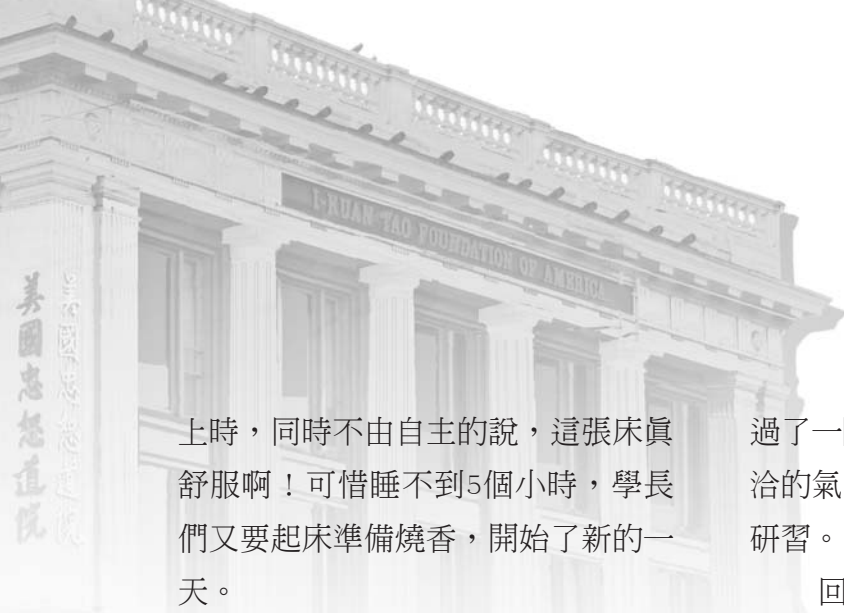 I-KUAN TAO FOUNDATION OF AMERICA
美國忠恕道院
上時，同時不由自主的說，這張床真
舒服啊！可惜睡不到5個小時，學長
們又要起床準備燒香，開始了新的一
天。
過了一
洽的氣
研習。
回